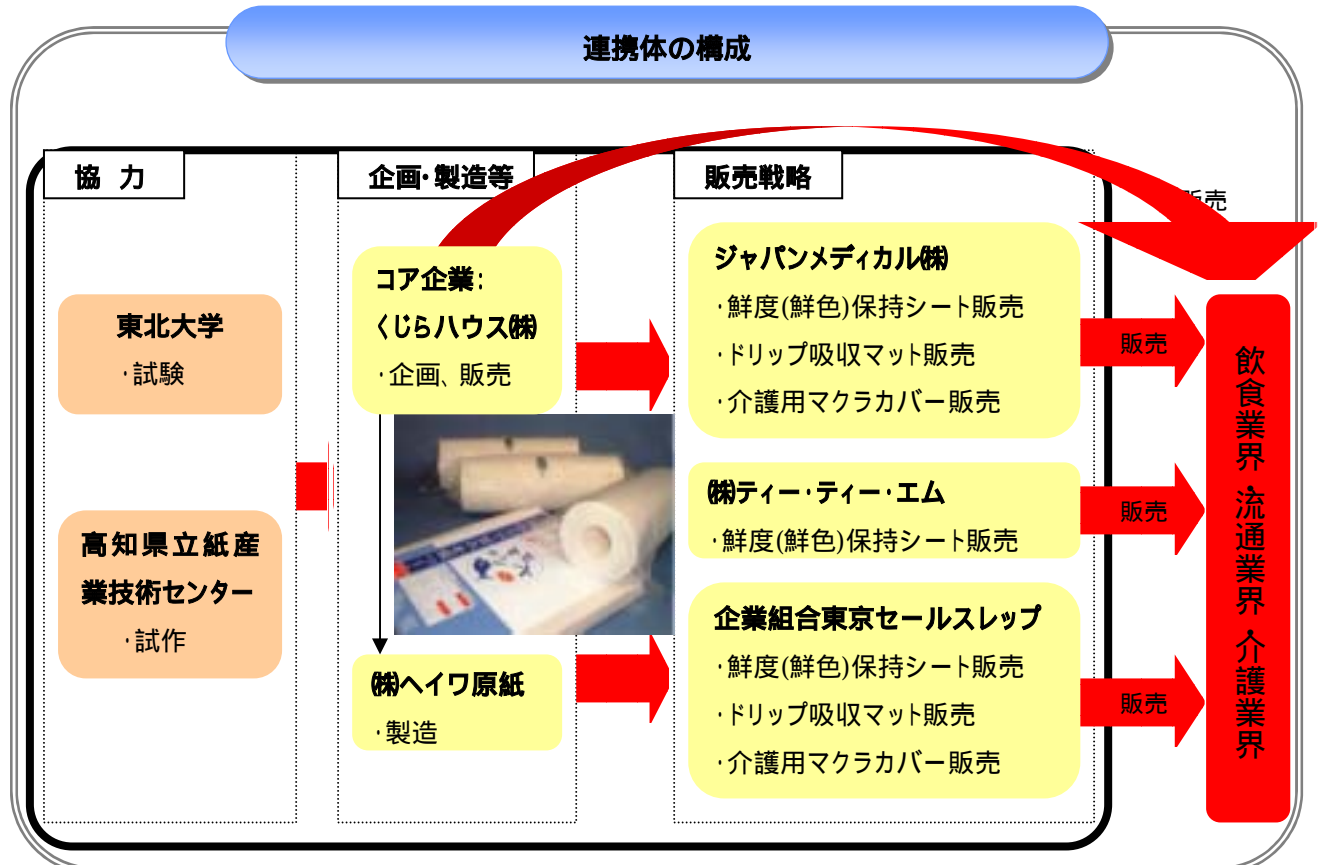 連携体の構成
協 力
東北大学
・試験
高知県立紙産
業技術センター
・試作
企画・製造等
コア企業:
くじらハウス㈱
・企画、販売
㈱ヘイワ原紙
・製造
販売戦略
ジャパンメディカル㈱
・鮮度(鮮色)保持シート販売
・ドリップ吸収マット販売
・介護用マクラカバー販売
㈱ティー・ティー・エム
・鮮度(鮮色)保持シート販売
企業組合東京セールスレップ
・鮮度(鮮色)保持シート販売
・ドリップ吸収マット販売
・介護用マクラカバー販売
販売
販売
販売
販売
飲食業界・流通業界・介護業界